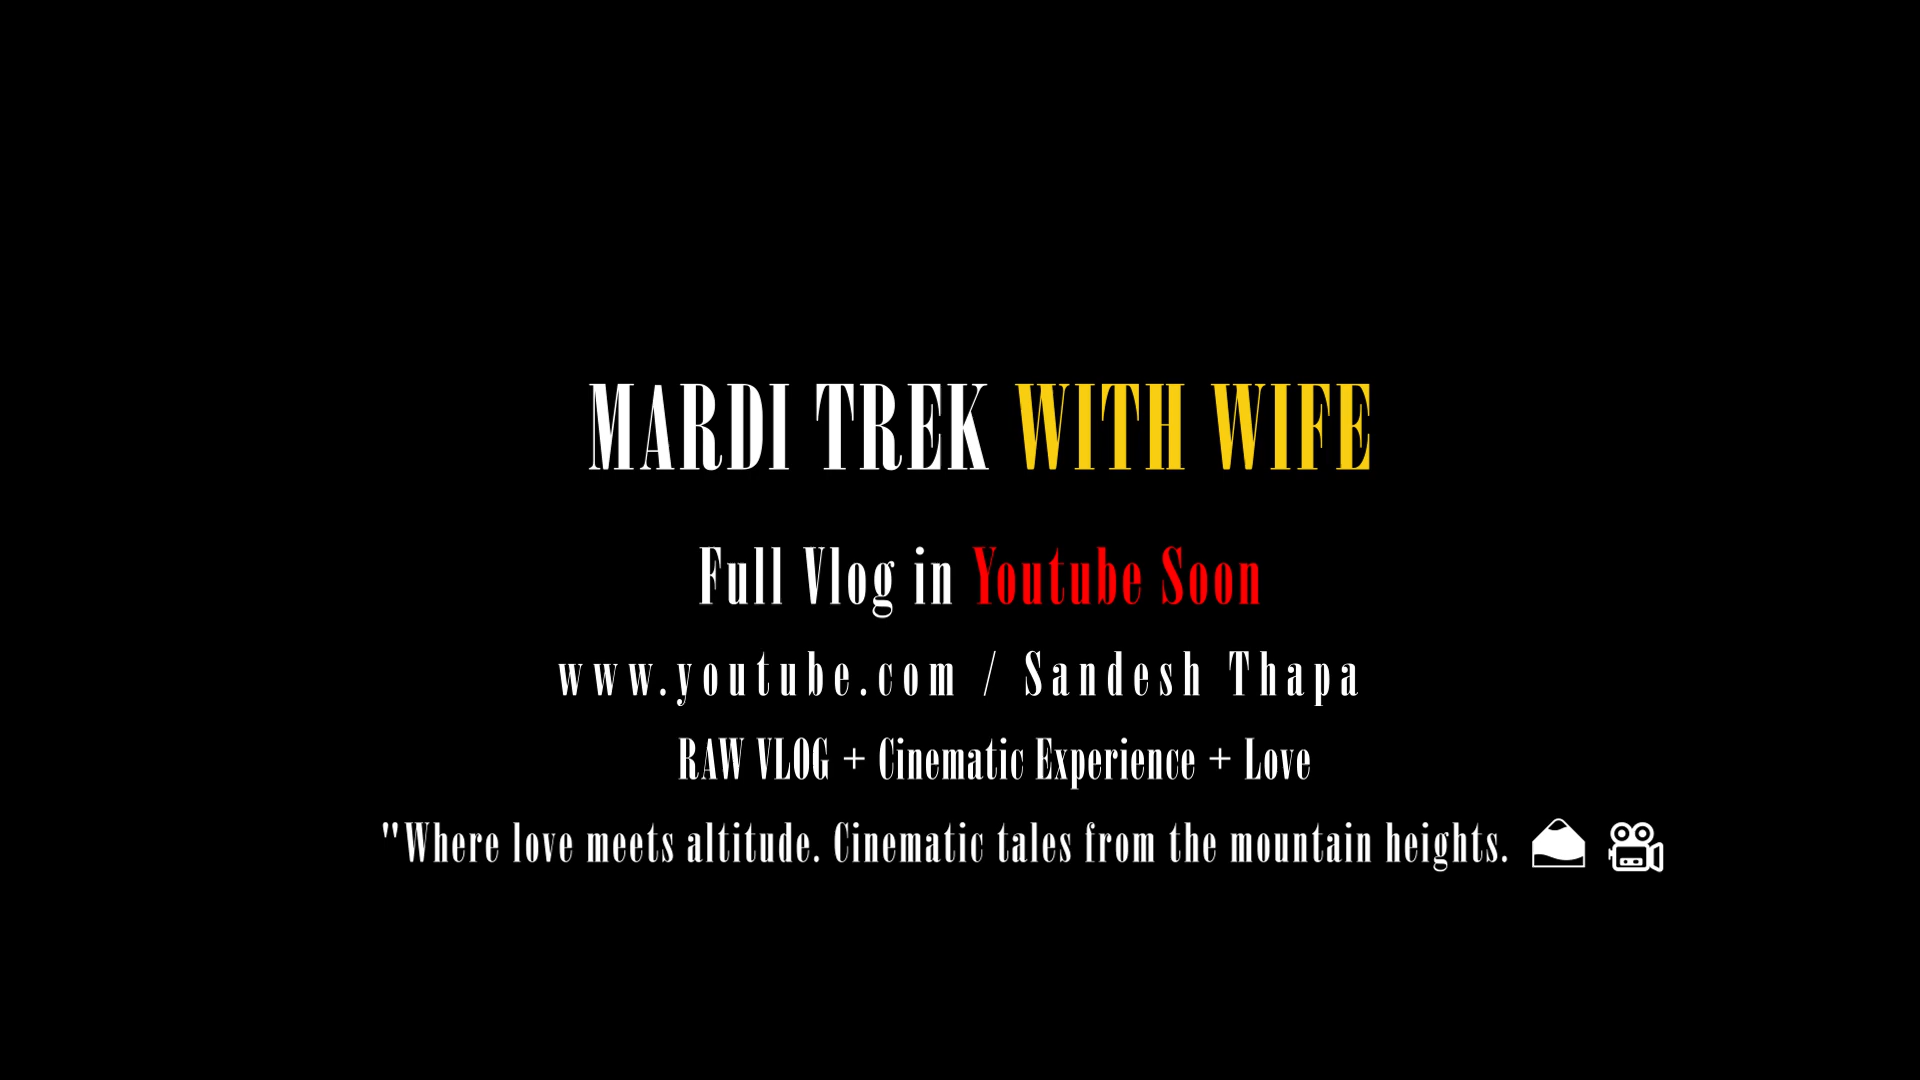 MARDI TREK WITH WIFE
Full Vlog in Youtube Soon
www.youtube.com / Sandesh Thapa
RAW VLOG + Cinematic Experience + Love
"Where love meets altitude. Cinematic tales from the mountain heights.